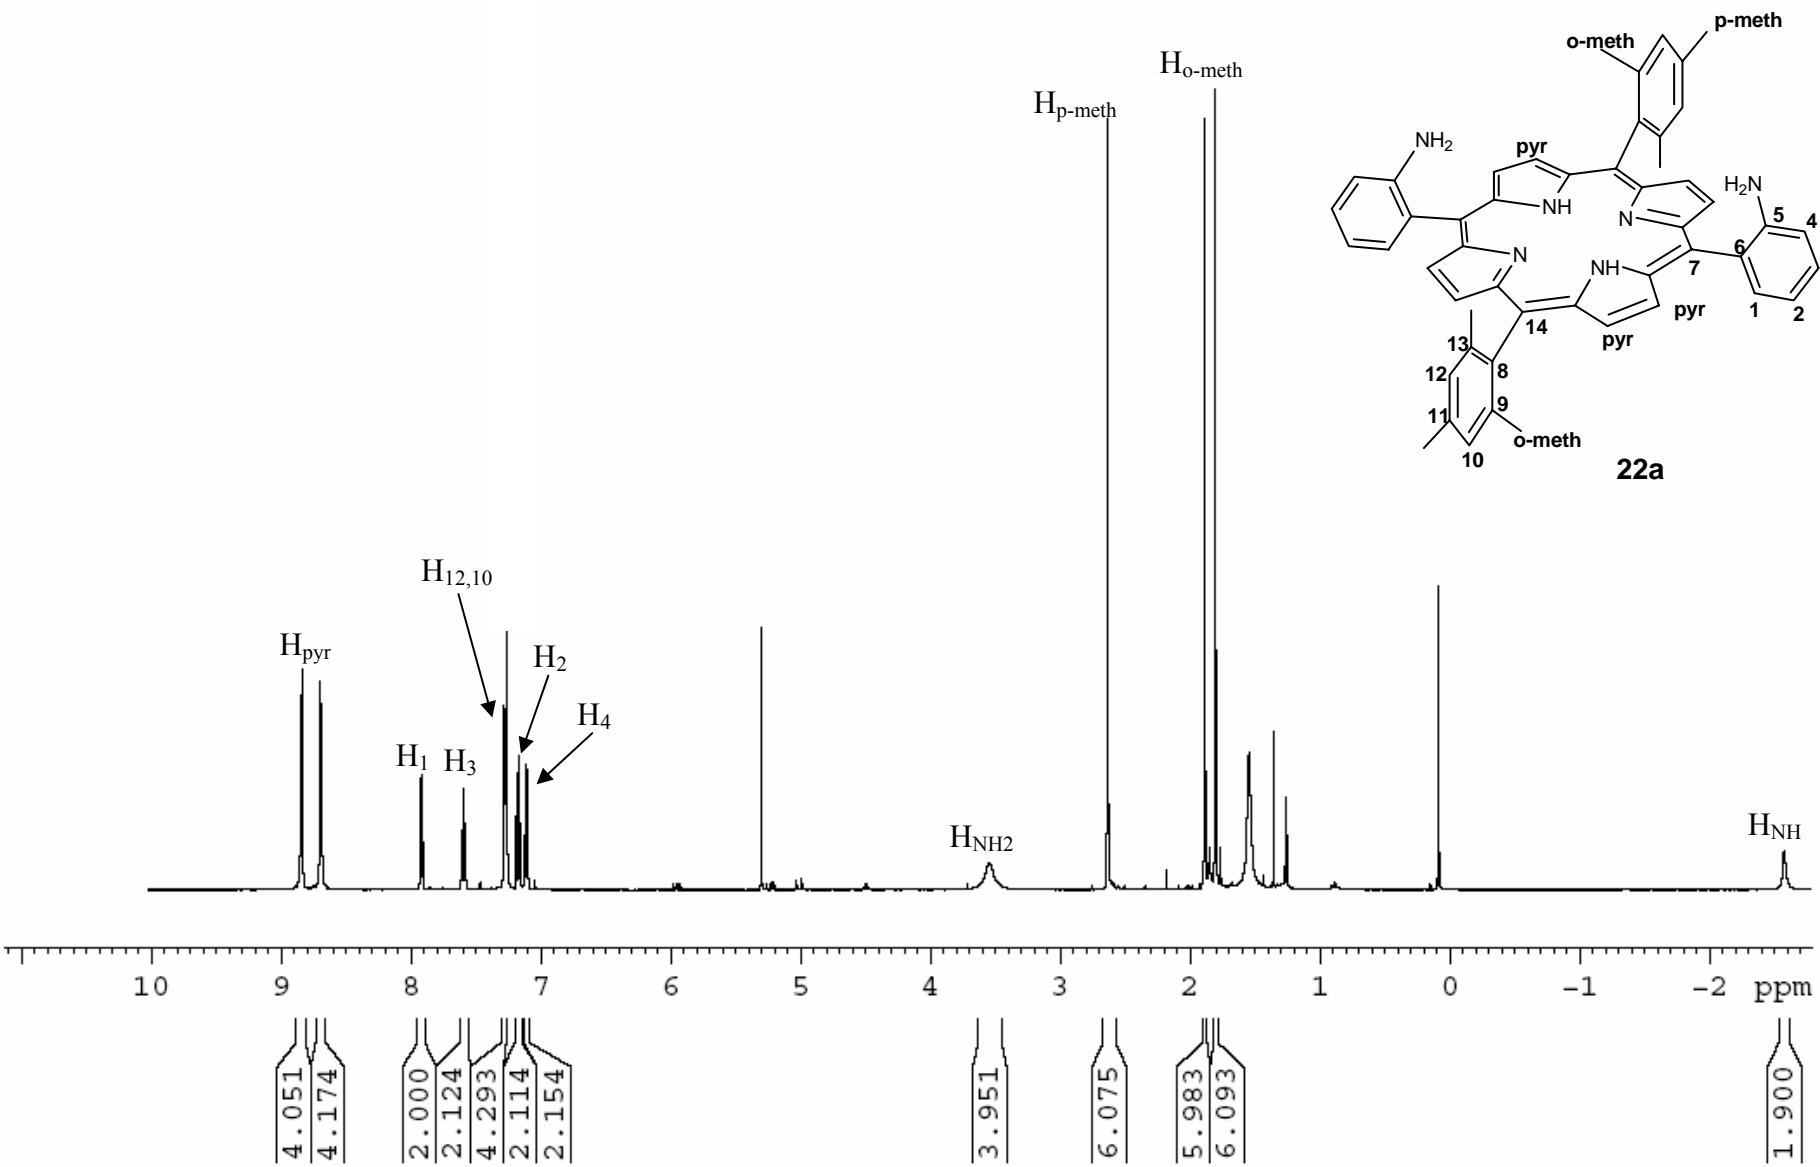 p-meth
o-meth
H₂N
NH₂
pyr
NH
N
N
NH
5
4
6
7
1
2
pyr
pyr
14
13
12
8
11
9
10
o-meth
22a
Ho-meth
Hp-meth
H12,10
Hpyr
H2
H4
H1
H3
HNH2
HNH
10 9 8 7 6 5 4 3 2 1 0 -1 -2 ppm
4.051
4.174
2.000
2.124
4.293
2.114
2.154
3.951
6.075
5.983
6.093
1.900